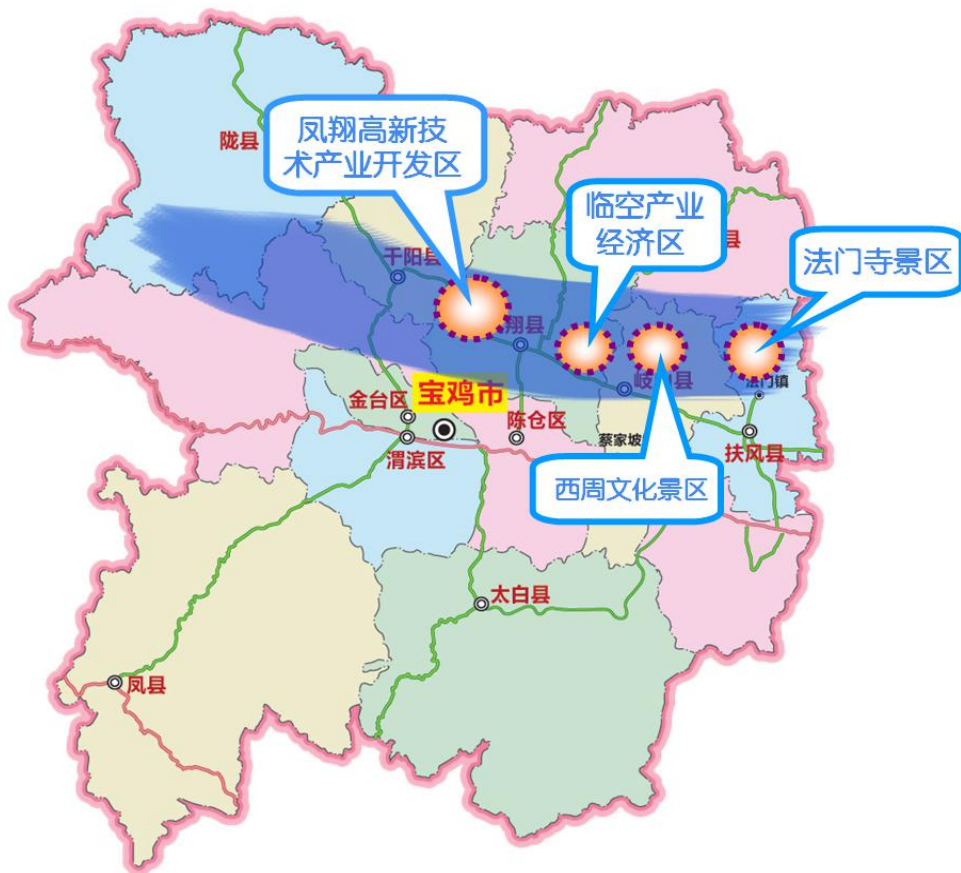 凤翔高新技
术产业开发区
陇县
临空产业
经济区
县
法门寺景区
千阳县
翔县
岐山县
法门镇
金台区
宝鸡市
陈仓区
蔡家坡
扶风县
渭滨区
西周文化景区
太白县
凤县